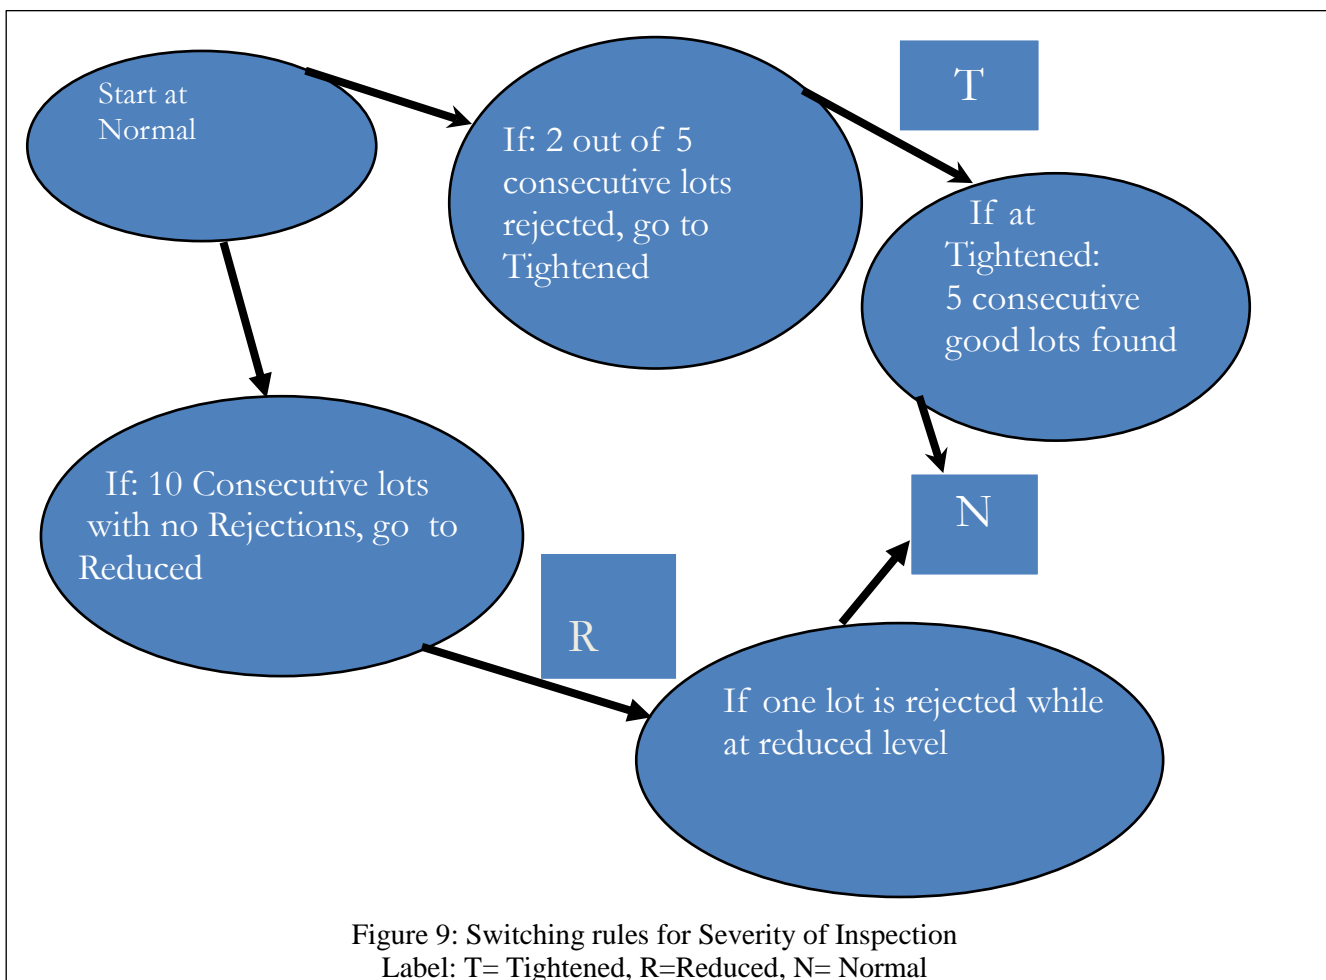 Start at
Normal
If: 2 out of 5
consecutive lots
rejected, go to
Tightened
T
If at
Tightened:
5 consecutive
good lots found
If: 10 Consecutive lots
with no Rejections, go to
Reduced
R
N
If one lot is rejected while
at reduced level
Figure 9: Switching rules for Severity of Inspection
Label: T= Tightened, R=Reduced, N= Normal